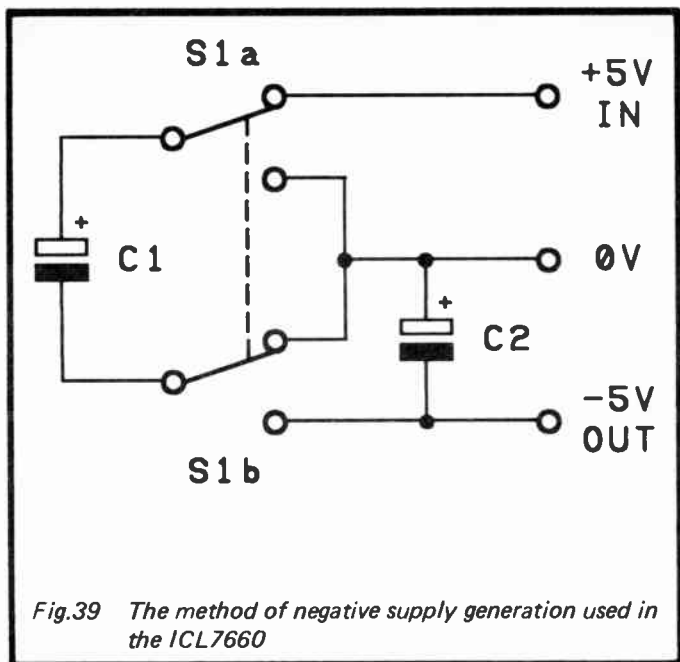 S1a
+5V
IN
+
C1
0V
+
C2
-5V
OUT
S1b
Fig.39 The method of negative supply generation used in
the ICL7660